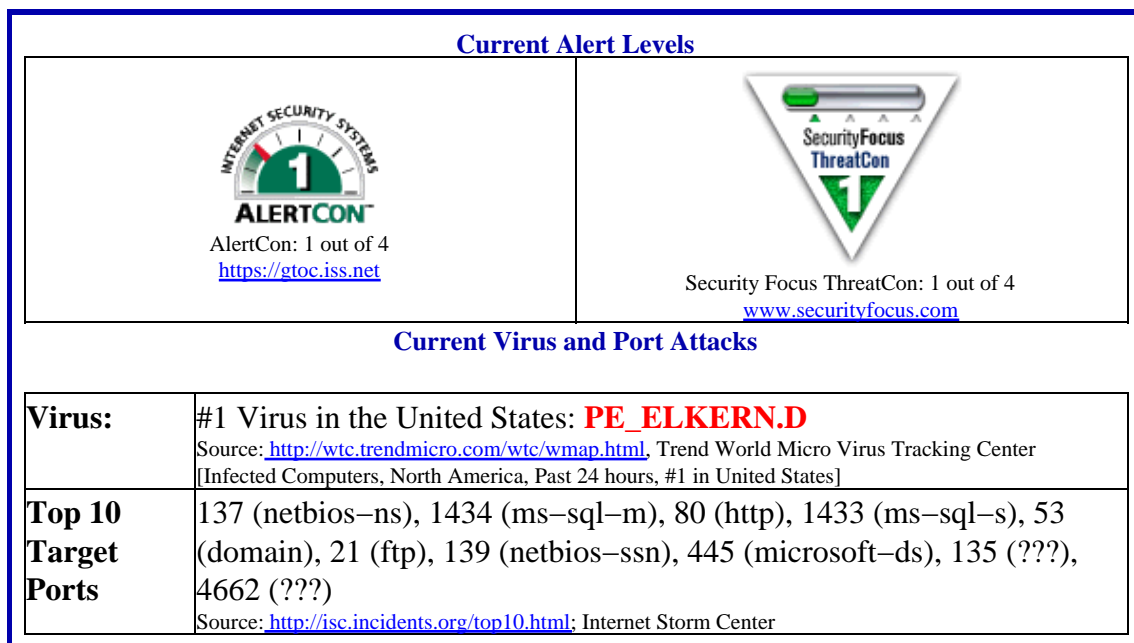 Current Alert Levels
INTERNET SECURITY SYSTEMS
1
ALERTCON™
AlertCon: 1 out of 4
https://gtoc.iss.net
SecurityFocus
ThreatCon
1
Security Focus ThreatCon: 1 out of 4
www.securityfocus.com
Current Virus and Port Attacks
Virus:
#1 Virus in the United States: PE_ELKERN.D
Source: http://wtc.trendmicro.com/wtc/wmap.html, Trend World Micro Virus Tracking Center
[Infected Computers, North America, Past 24 hours, #1 in United States]
Top 10
Target
Ports
137 (netbios−ns), 1434 (ms−sql−m), 80 (http), 1433 (ms−sql−s), 53
(domain), 21 (ftp), 139 (netbios−ssn), 445 (microsoft−ds), 135 (???),
4662 (???)
Source: http://isc.incidents.org/top10.html; Internet Storm Center